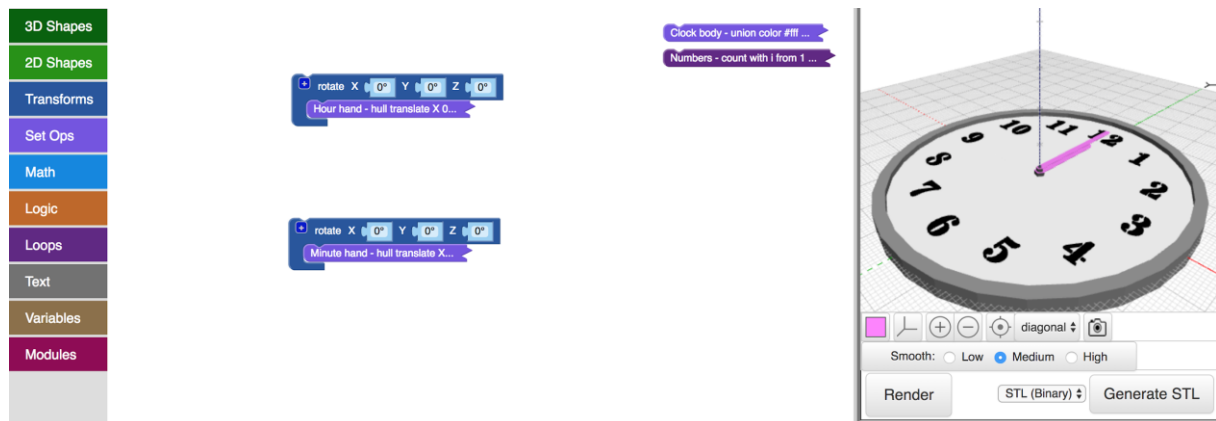 3D Shapes
2D Shapes
Transforms
Set Ops
Math
Logic
Loops
Text
Variables
Modules
rotate X 0° Y 0° Z 0°
Hour hand - hull translate X 0...
rotate X 0° Y 0° Z 0°
Minute hand - hull translate X...
Clock body - union color #fff ...
Numbers - count with i from 1 ...
10 11 12
9 1
8 2
7 3
6 5 4
diagonal
Smooth: Low Medium High
Render STL (Binary) Generate STL